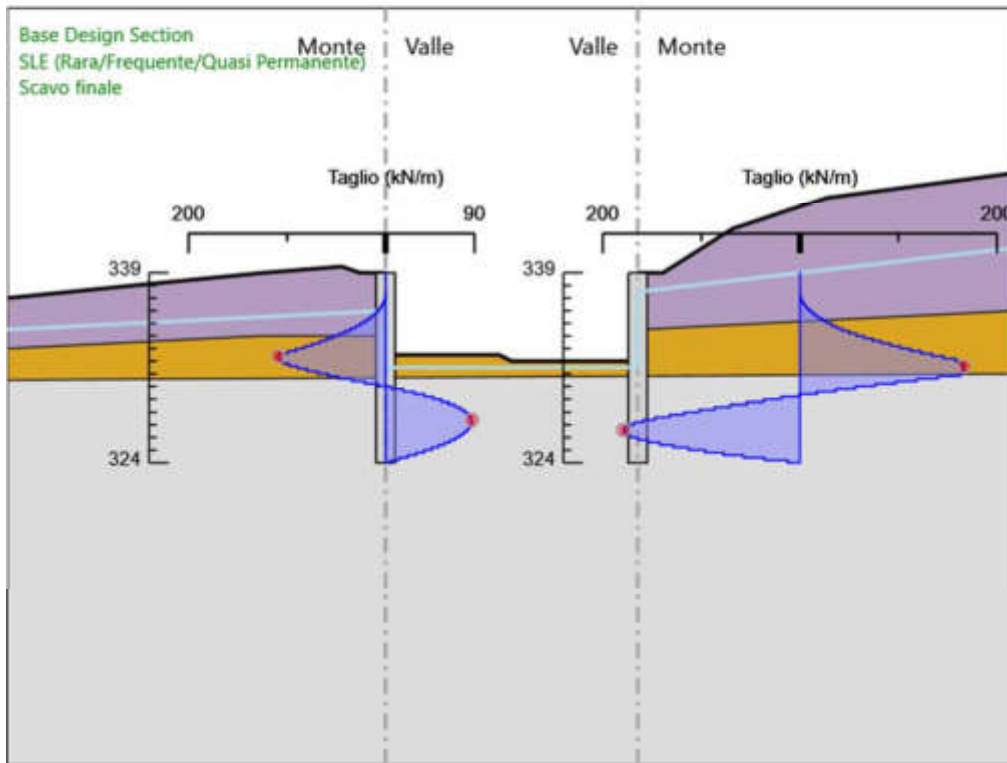 Base Design Section
SLE (Rara/Frequente/Quasi Permanente)
Scavo finale
Monte Valle
Valle Monte
Taglio (kN/m)
Taglio (kN/m)
200 90
200 200
339
339
324
324